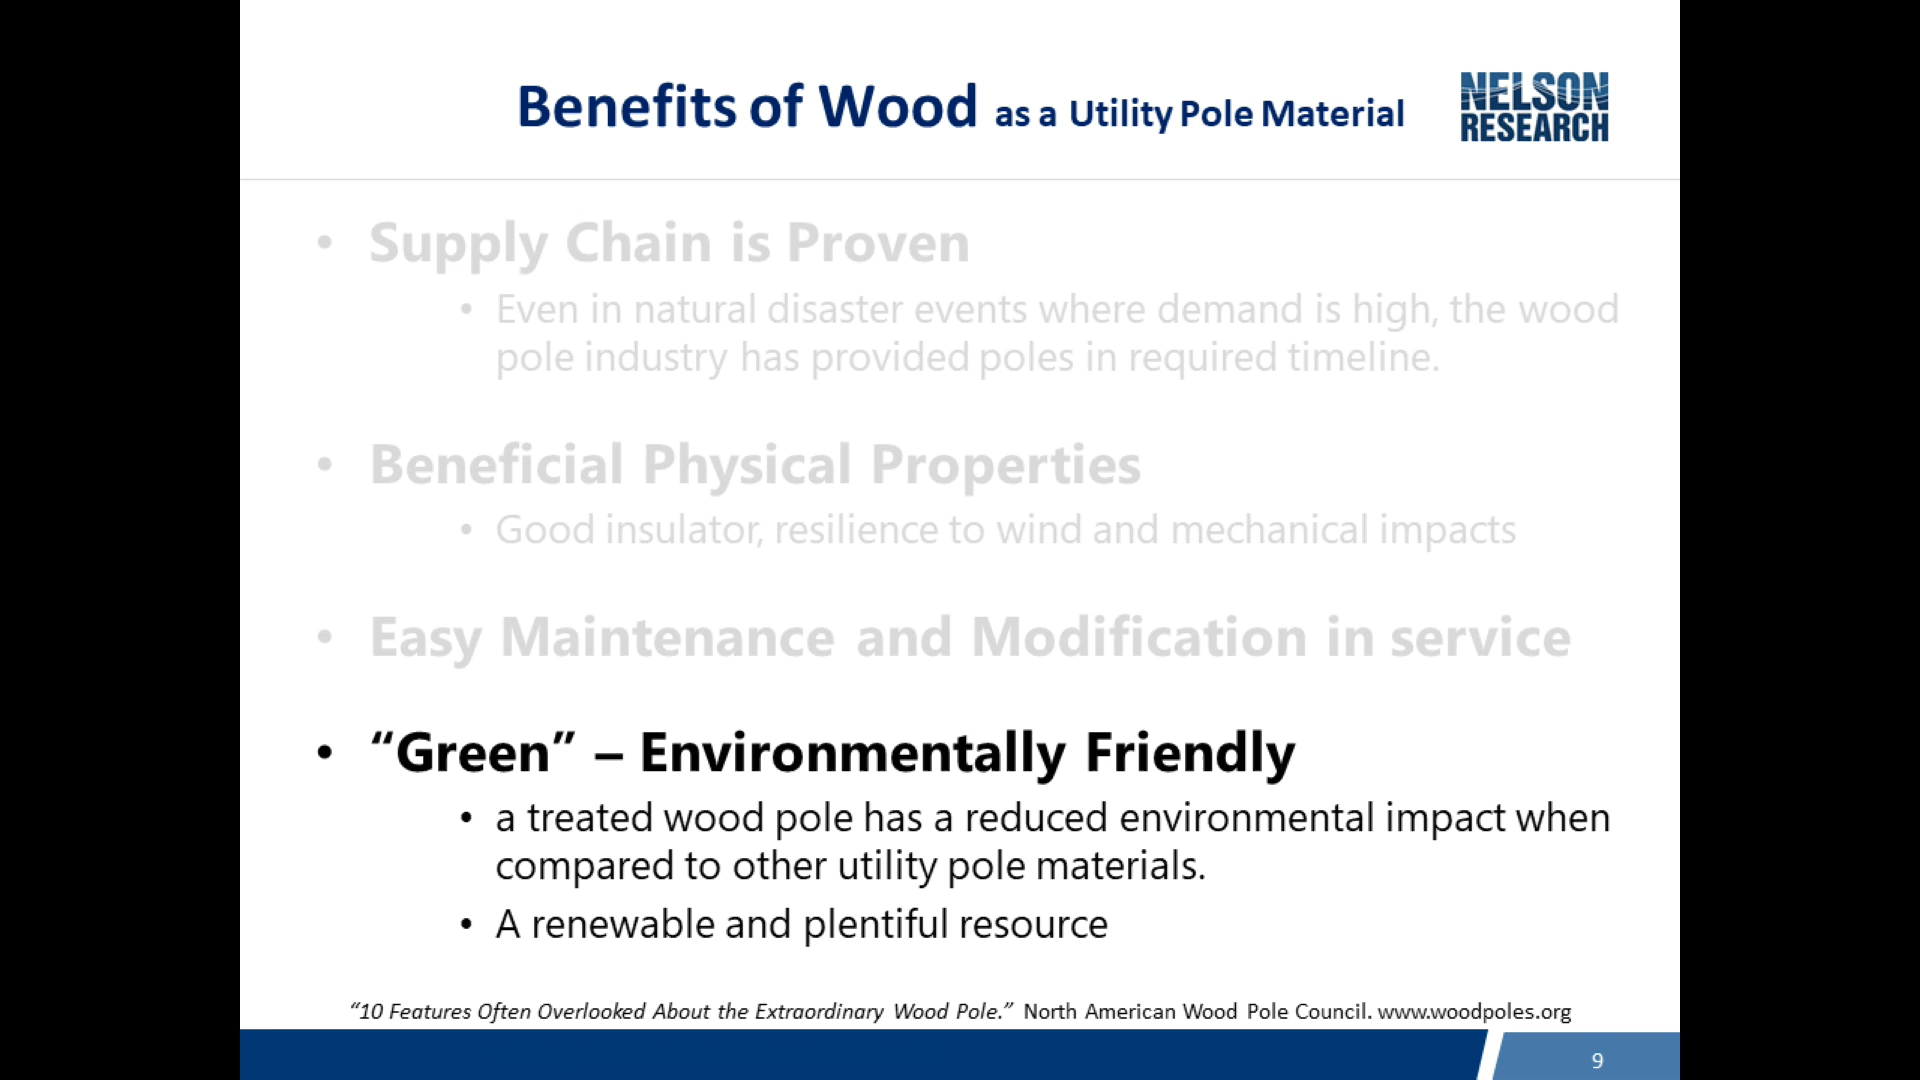 Benefits of Wood as a Utility Pole Material
NELSON
RESEARCH
• Supply Chain is Proven
• Even in natural disaster events where demand is high, the wood
pole industry has provided poles in required timeline.
• Beneficial Physical Properties
• Good insulator, resilience to wind and mechanical impacts
• Easy Maintenance and Modification in service
• “Green” – Environmentally Friendly
• a treated wood pole has a reduced environmental impact when
compared to other utility pole materials.
• A renewable and plentiful resource
“10 Features Often Overlooked About the Extraordinary Wood Pole.” North American Wood Pole Council. www.woodpoles.org
9